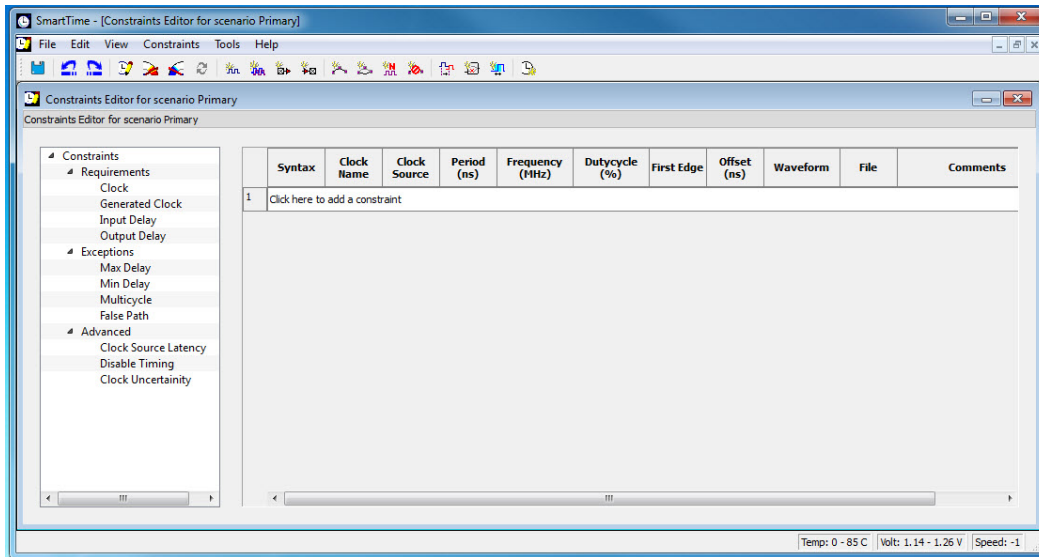 SmartTime - [Constraints Editor for scenario Primary]
File Edit View Constraints Tools Help
Constraints Editor for scenario Primary
Constraints Editor for scenario Primary
Constraints
Requirements
Clock
Generated Clock
Input Delay
Output Delay
Exceptions
Max Delay
Min Delay
Multicycle
False Path
Advanced
Clock Source Latency
Disable Timing
Clock Uncertainity
Syntax Clock Name Clock Source Period (ns) Frequency (MHz) Dutycycle (%) First Edge Offset (ns) Waveform File Comments
1 Click here to add a constraint
Temp: 0 - 85 C Volt: 1.14 - 1.26 V Speed: -1